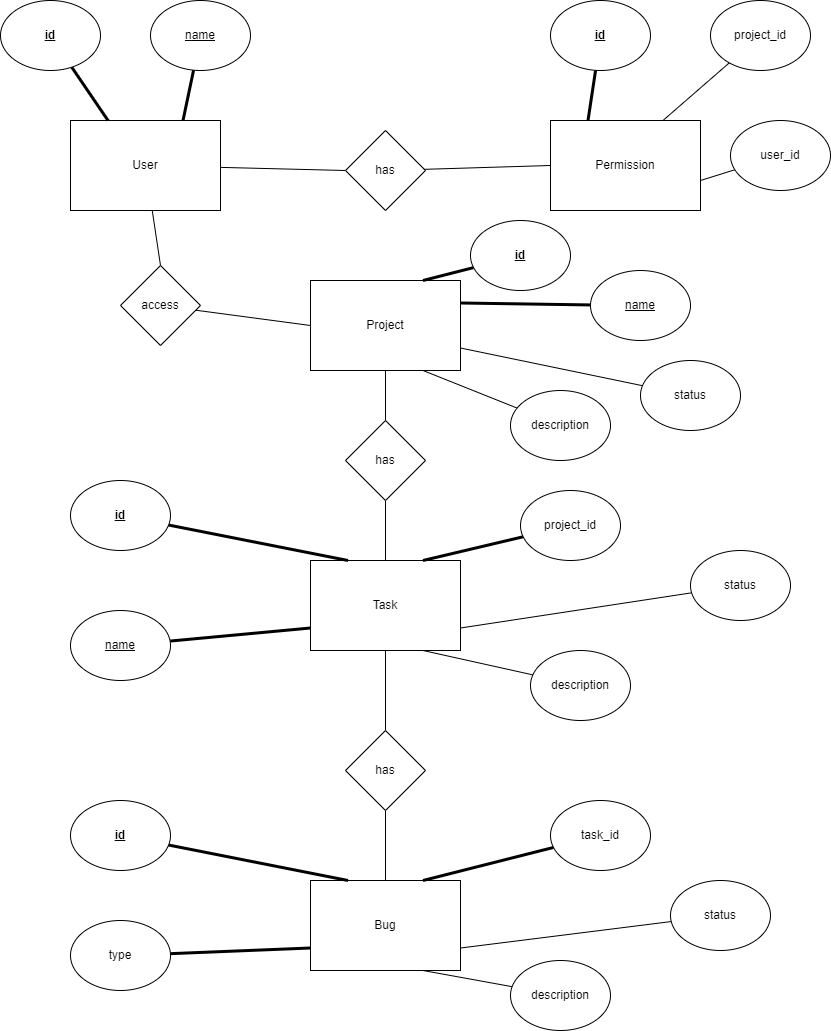 id
name
id
project_id
User
has
Permission
user_id
id
access
Project
name
status
description
has
id
project_id
Task
status
name
description
has
id
task_id
Bug
status
type
description